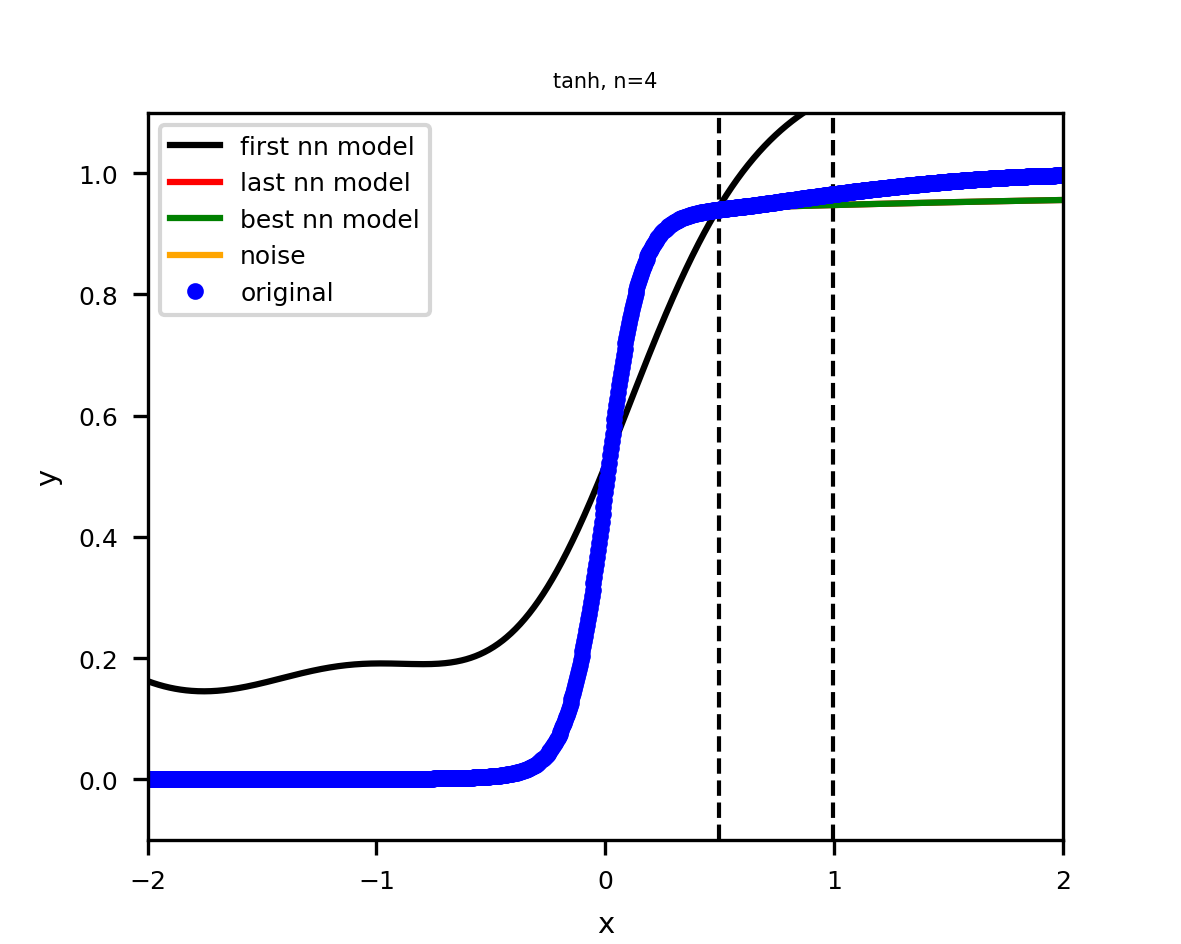 tanh, n=4
first nn model
last nn model
best nn model
noise
original
1.0
0.8
0.6
0.4
0.2
0.0
y
−2 −1 0 1 2
x